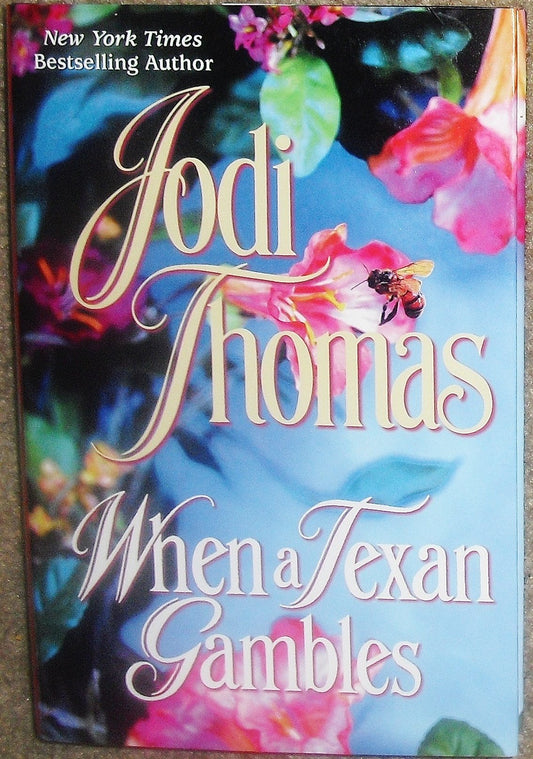 New York Times
Bestselling Author
Jodi
Thomas
When a Texan
Gambles